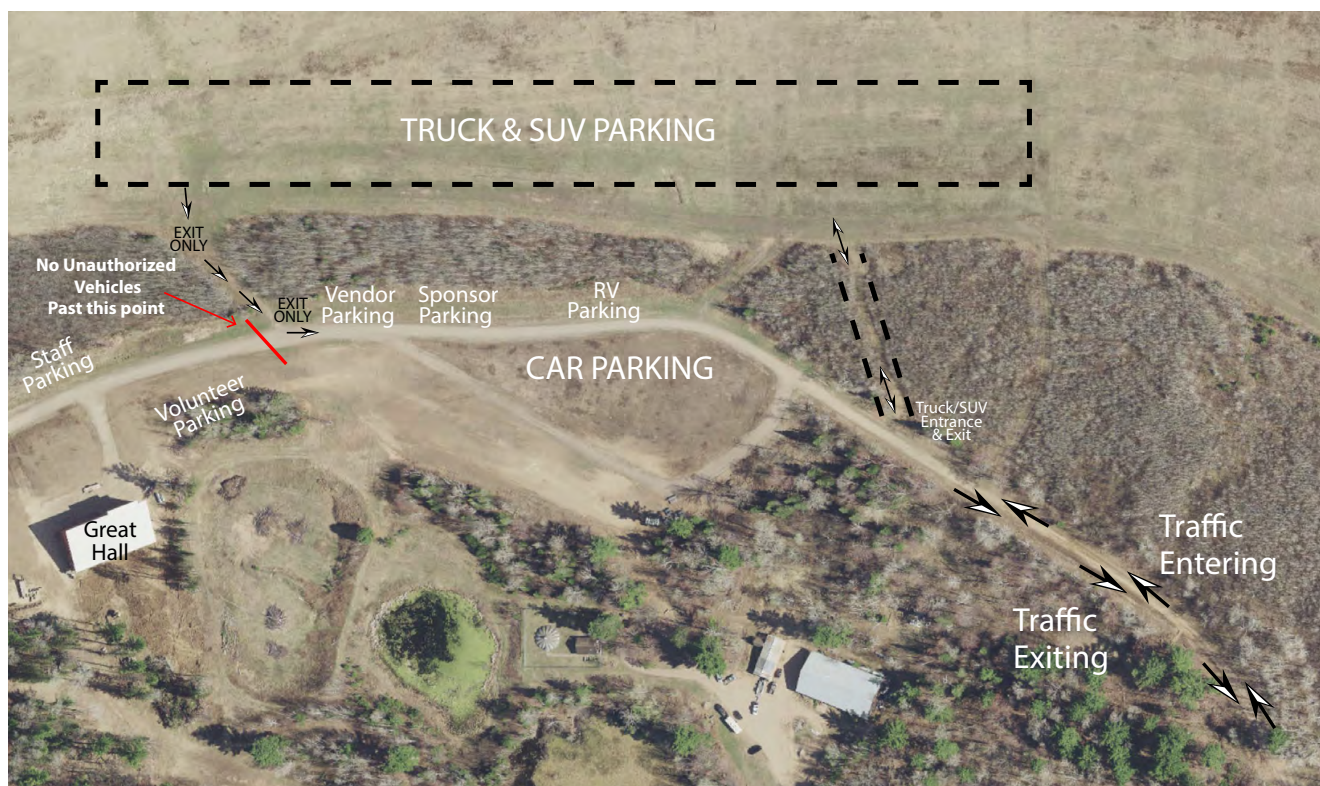 TRUCK & SUV PARKING
EXIT
ONLY
No Unauthorized
Vehicles
Past this point
EXIT
ONLY
Vendor
Parking
Sponsor
Parking
RV
Parking
Staff
Parking
CAR PARKING
Volunteer
Parking
Truck/SUV
Entrance
& Exit
Great
Hall
Traffic
Entering
Traffic
Exiting